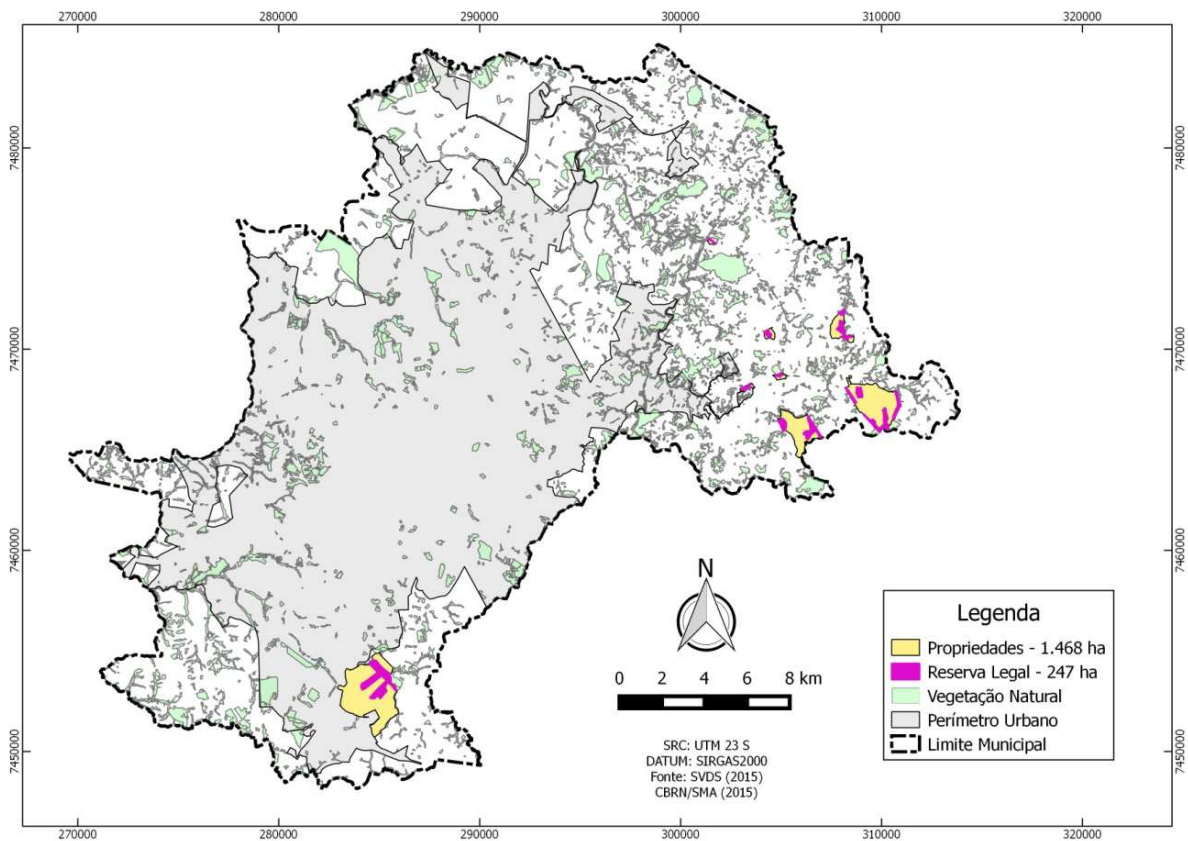 270000 280000 290000 300000 310000 320000
7480000 7480000
7470000 7470000
7460000 7460000
7450000 7450000
N
0 2 4 6 8 km
SRC: UTM 23 S
DATUM: SIRGAS2000
Fonte: SVDS (2015)
CBRN/SMA (2015)
Legenda
Propriedades - 1.468 ha
Reserva Legal - 247 ha
Vegetação Natural
Perímetro Urbano
Limite Municipal
270000 280000 290000 300000 310000 320000